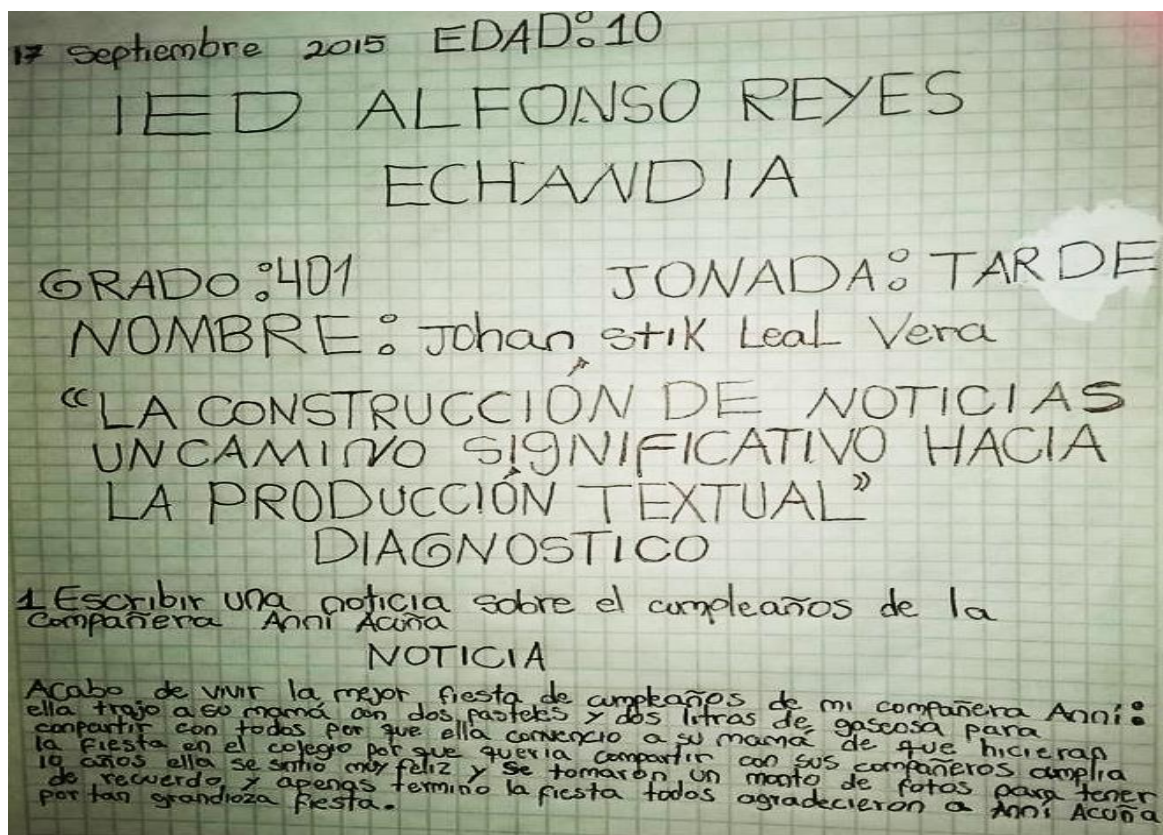 17 septiembre 2015 EDAD:10
IED ALFONSO REYES
ECHANDIA
GRADO:401 JONADA: TARDE
NOMBRE: Johan stik Leal Vera
“LA CONSTRUCCIÓN DE NOTICIAS
UN CAMINO SIGNIFICATIVO HACIA
LA PRODUCCIÓN TEXTUAL”
DIAGNOSTICO
1 Escribir una noticia sobre el cumpleaños de la
Compañera Anni Acuña
NOTICIA
Acabo de vivir la mejor fiesta de cumpleaños de mi compañera Anni:
ella trajo a su mamá con dos pasteles y dos litras de gaseosa para
conpartir con todos por que ella convencio a su mamá de que hicieran
la fiesta en el colegio por que queria compartir con sus compañeros cumplia
10 años ella se sintio muy feliz y se tomarón un monto de fotos para tener
de recuerdo, y apenas termino la fiesta todos agradecieron a Anni Acuña
por tan grandioza fiesta.